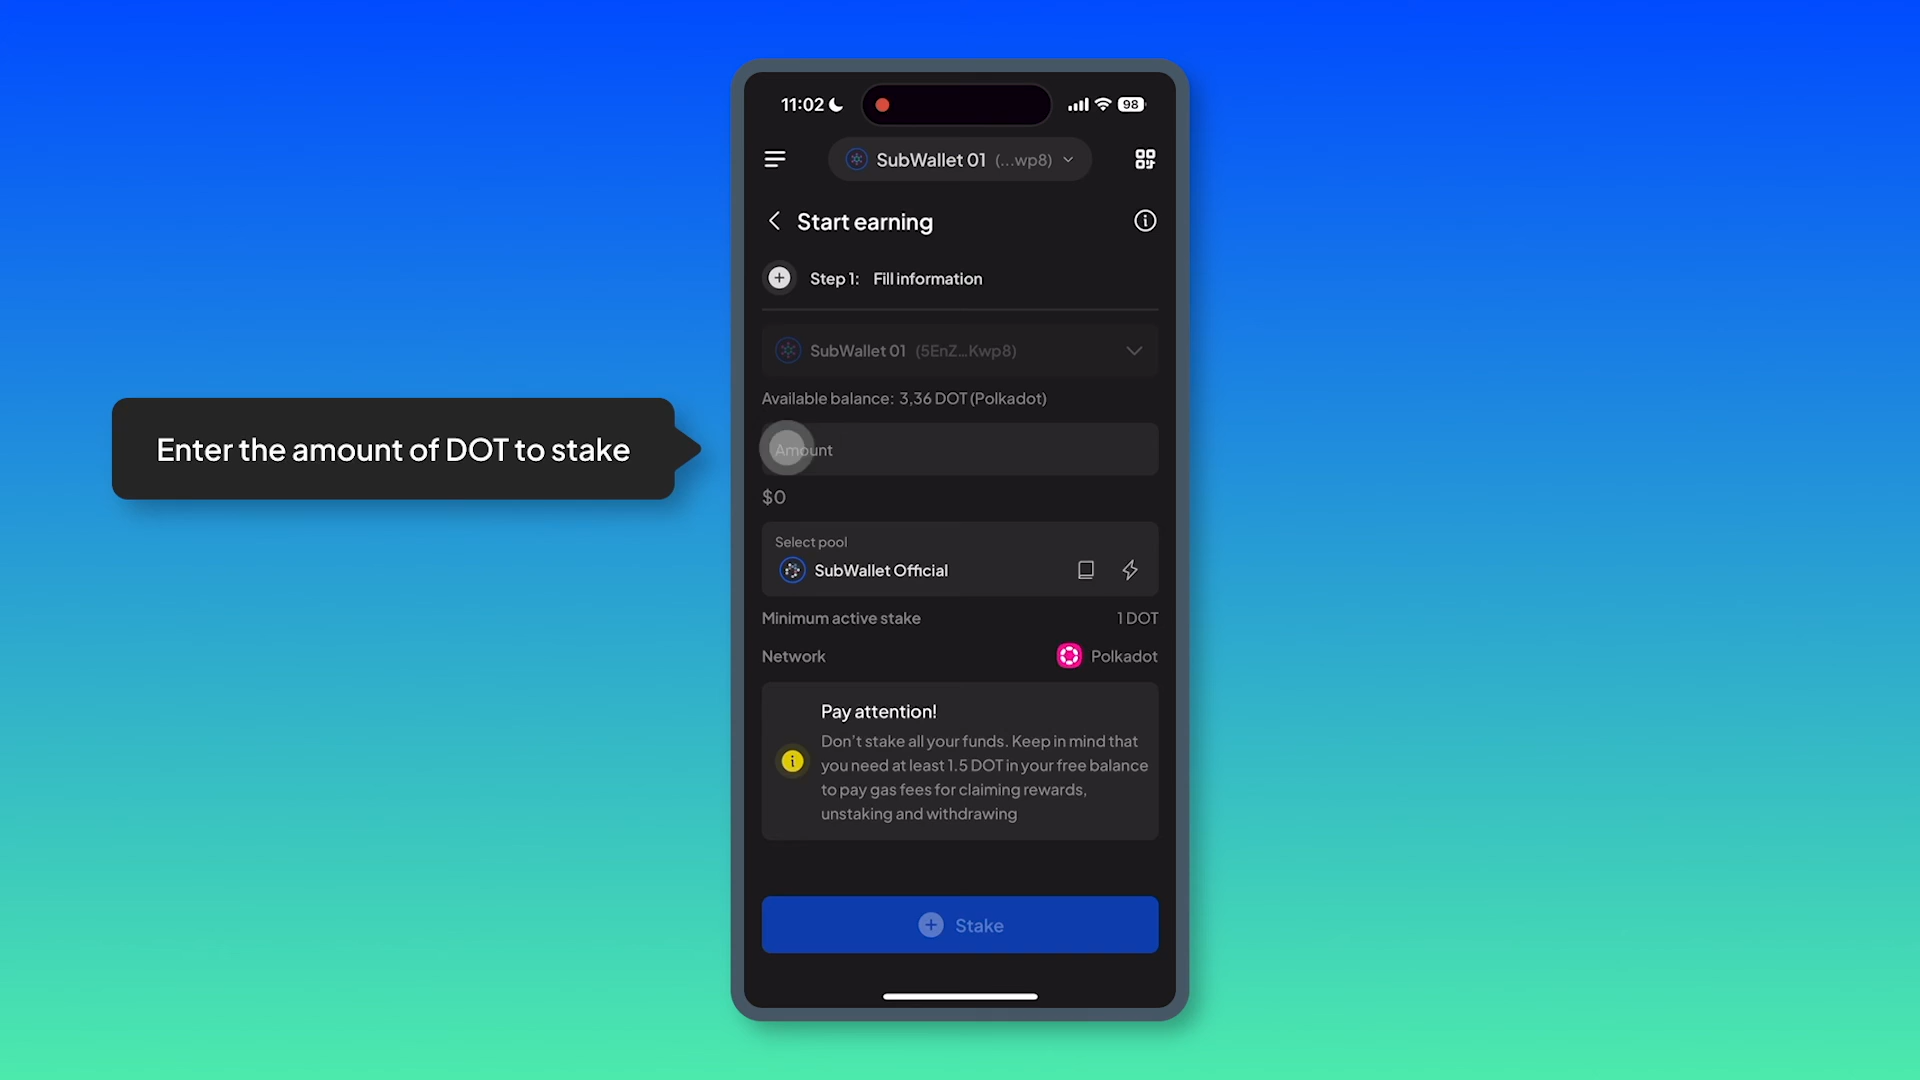 11:02
98
SubWallet 01 (...wp8)
Start earning
Step 1: Fill information
SubWallet 01 (5EnZ...Kwp8)
Available balance: 3,36 DOT (Polkadot)
Enter the amount of DOT to stake
Amount
$0
Select pool
SubWallet Official
Minimum active stake 1 DOT
Network Polkadot
Pay attention!
Don't stake all your funds. Keep in mind that
you need at least 1.5 DOT in your free balance
to pay gas fees for claiming rewards,
unstaking and withdrawing
Stake